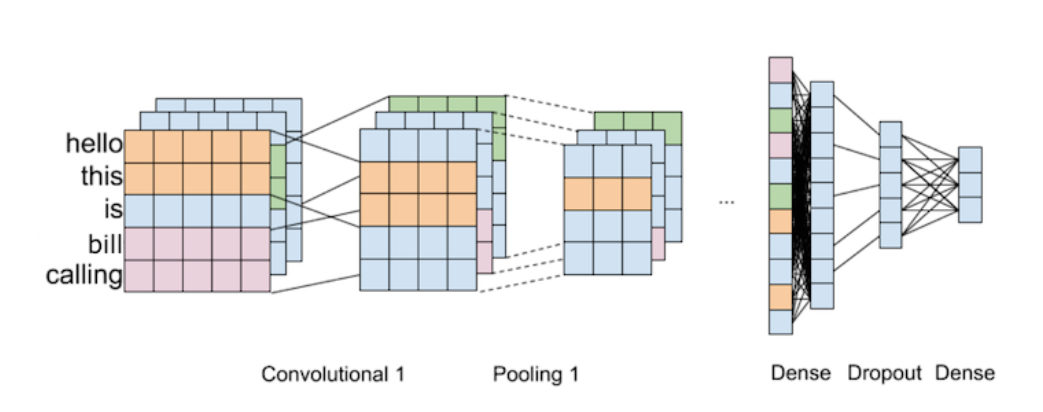 hello
this
is
bill
calling
...
Convolutional 1
Pooling 1
Dense
Dropout
Dense